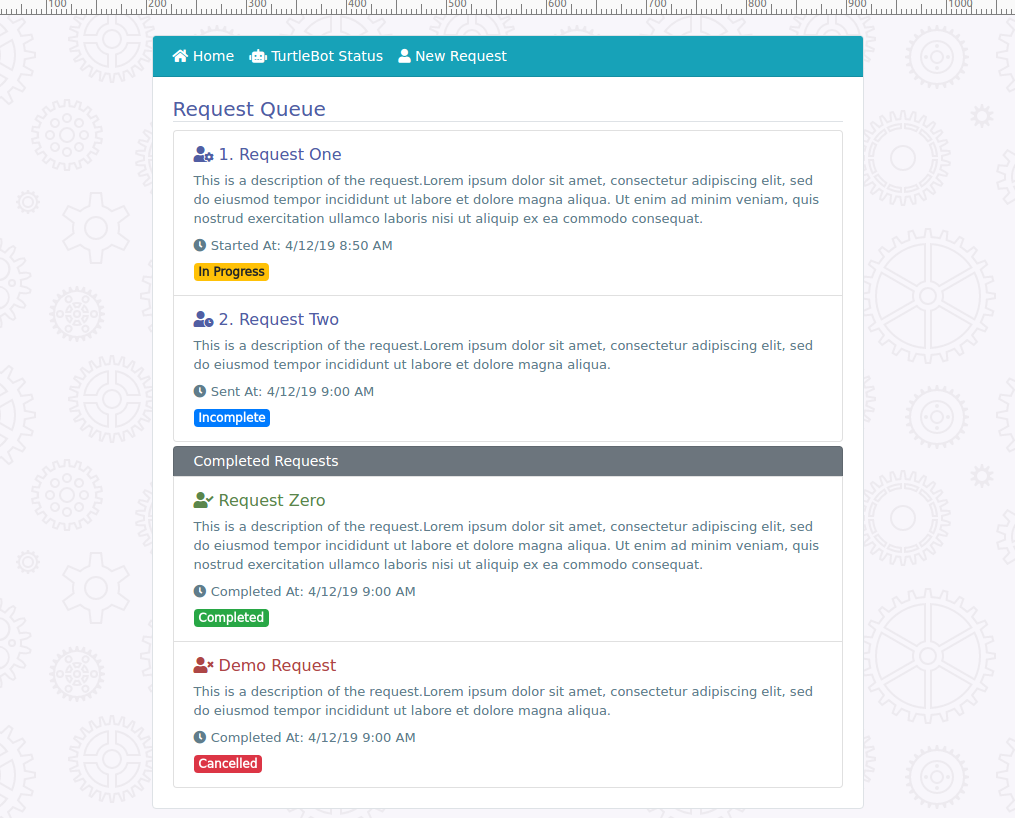 100 200 300 400 500 600 700 800 900 1000
Home TurtleBot Status New Request
Request Queue
1. Request One
This is a description of the request.Lorem ipsum dolor sit amet, consectetur adipiscing elit, sed
do eiusmod tempor incididunt ut labore et dolore magna aliqua. Ut enim ad minim veniam, quis
nostrud exercitation ullamco laboris nisi ut aliquip ex ea commodo consequat.
Started At: 4/12/19 8:50 AM
In Progress
2. Request Two
This is a description of the request.Lorem ipsum dolor sit amet, consectetur adipiscing elit, sed
do eiusmod tempor incididunt ut labore et dolore magna aliqua.
Sent At: 4/12/19 9:00 AM
Incomplete
Completed Requests
Request Zero
This is a description of the request.Lorem ipsum dolor sit amet, consectetur adipiscing elit, sed
do eiusmod tempor incididunt ut labore et dolore magna aliqua. Ut enim ad minim veniam, quis
nostrud exercitation ullamco laboris nisi ut aliquip ex ea commodo consequat.
Completed At: 4/12/19 9:00 AM
Completed
Demo Request
This is a description of the request.Lorem ipsum dolor sit amet, consectetur adipiscing elit, sed
do eiusmod tempor incididunt ut labore et dolore magna aliqua.
Completed At: 4/12/19 9:00 AM
Cancelled